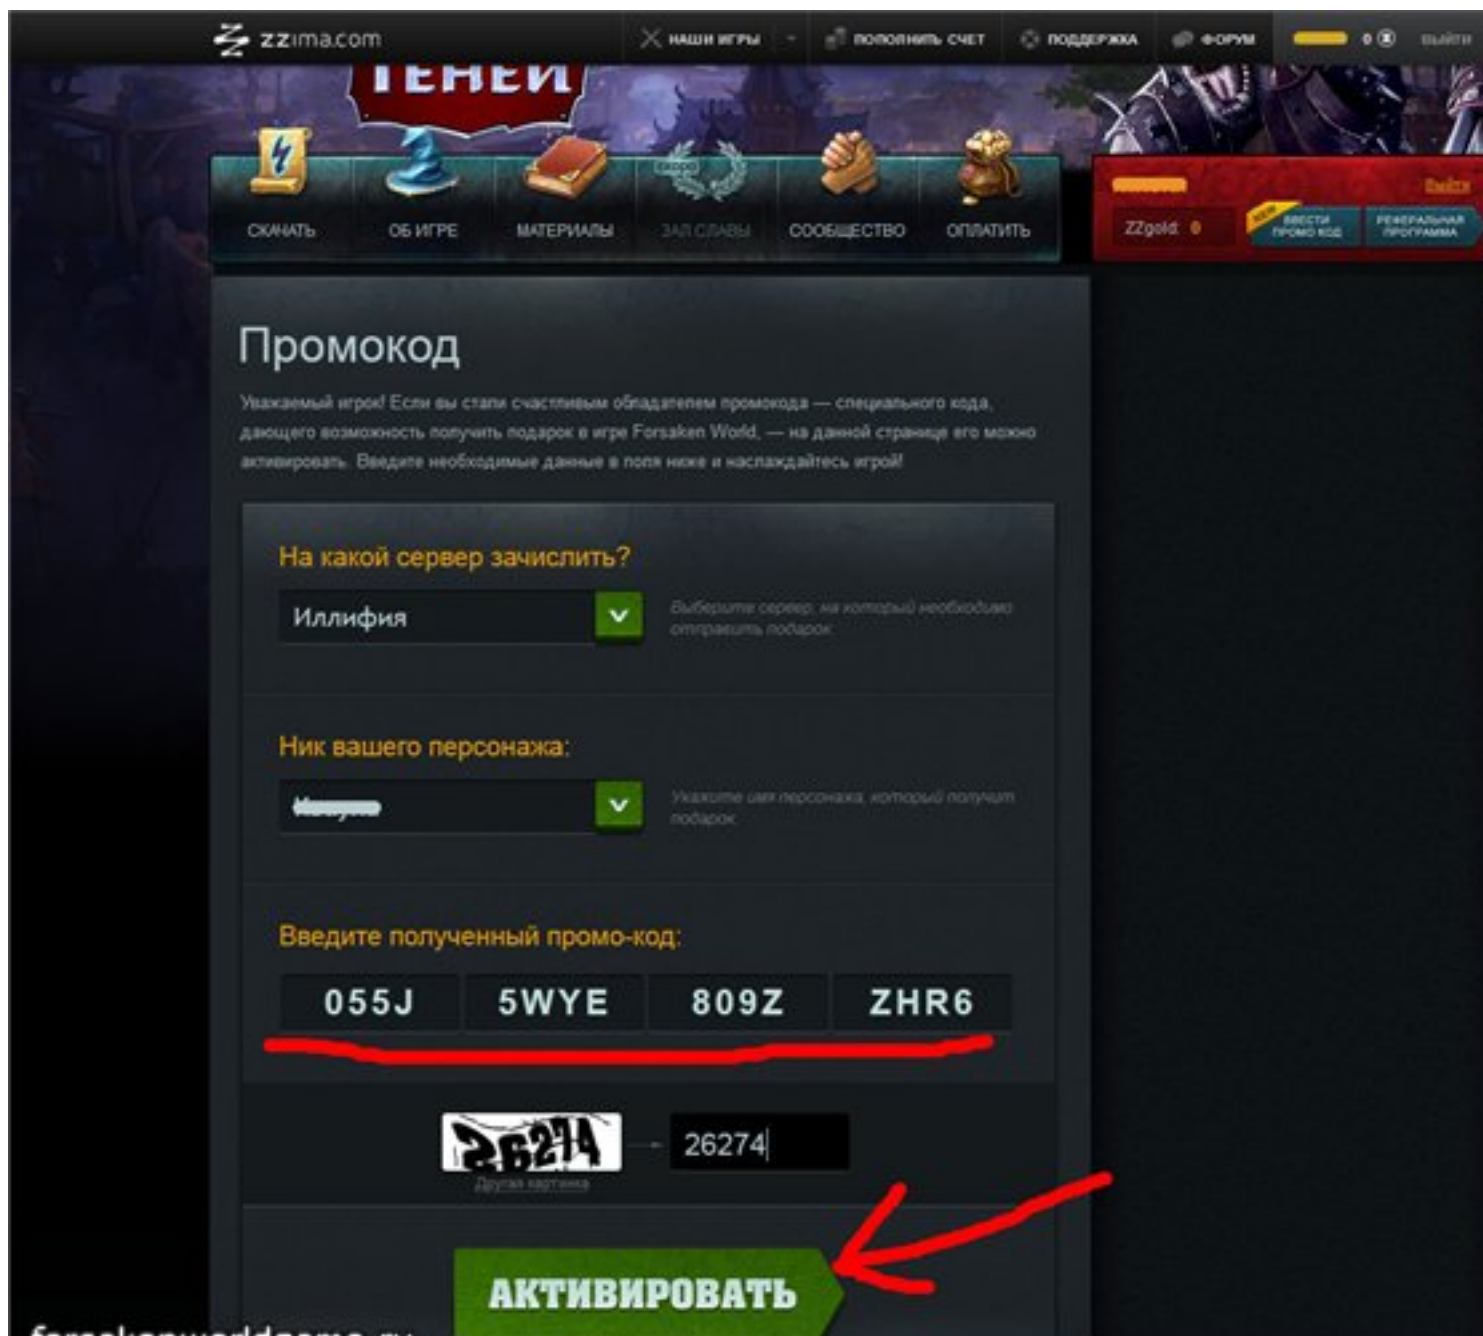 zzima.com
НАШИ ИГРЫ
ПОПОЛНИТЬ СЧЕТ
ПОДДЕРЖКА
ФОРУМ
0
ВЫЙТИ
ТЕНЕЙ
СКАЧАТЬ
ОБ ИГРЕ
МАТЕРИАЛЫ
ЗАЛ СЛАВЫ
СООБЩЕСТВО
ОПЛАТИТЬ
Выйти
ZZgold: 0
NEW
ВВЕСТИ
ПРОМО КОД
РЕФЕРАЛЬНАЯ
ПРОГРАММА
Промокод
Уважаемый игрок! Если вы стали счастливым обладателем промокода — специального кода,
дающего возможность получить подарок в игре Forsaken World, — на данной странице его можно
активировать. Введите необходимые данные в поля ниже и наслаждайтесь игрой!
На какой сервер зачислить?
Иллифия
Выберите сервер, на который необходимо
отправить подарок.
Ник вашего персонажа:
Укажите имя персонажа, который получит
подарок.
Введите полученный промо-код:
055J 5WYE 809Z ZHR6
26274
26274
Другая картинка
АКТИВИРОВАТЬ